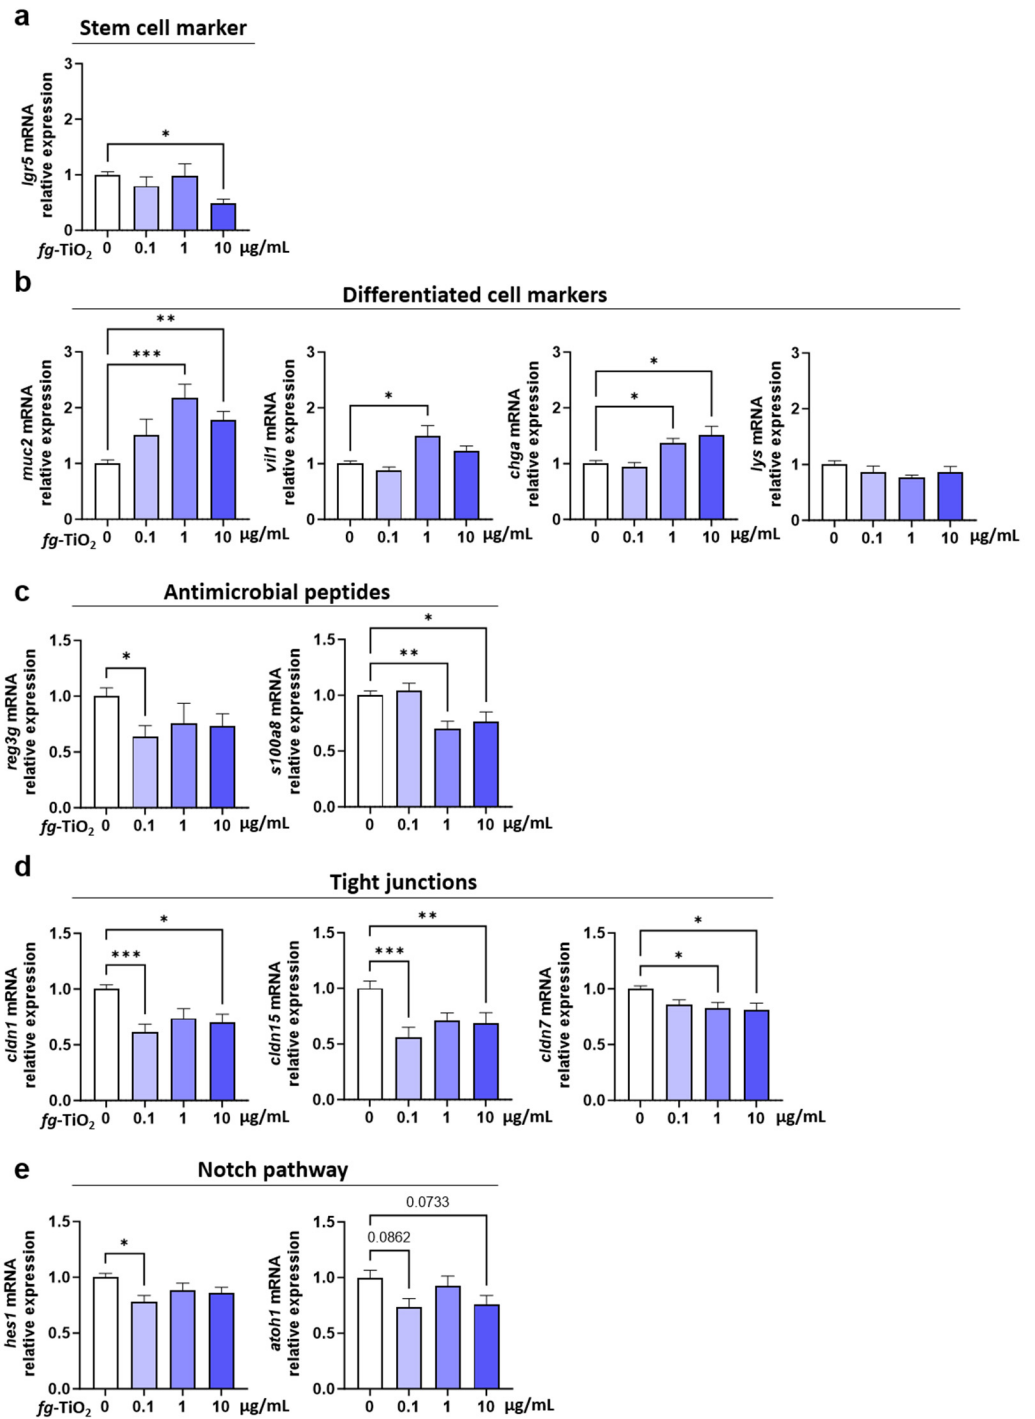 a
Stem cell marker
lgr5 mRNA
relative expression
3
2
1
0
*
fg-TiO2 0 0.1 1 10 µg/mL
b
Differentiated cell markers
muc2 mRNA
relative expression
3
2
1
0
**
***
fg-TiO2 0 0.1 1 10 µg/mL
vil1 mRNA
relative expression
3
2
1
0
*
0 0.1 1 10 µg/mL
chga mRNA
relative expression
3
2
1
0
*
*
0 0.1 1 10 µg/mL
lys mRNA
relative expression
3
2
1
0
0 0.1 1 10 µg/mL
c
Antimicrobial peptides
reg3g mRNA
relative expression
1.5
1.0
0.5
0.0
*
fg-TiO2 0 0.1 1 10 µg/mL
s100a8 mRNA
relative expression
1.5
1.0
0.5
0.0
*
**
0 0.1 1 10 µg/mL
d
Tight junctions
cldn1 mRNA
relative expression
1.5
1.0
0.5
0.0
*
***
fg-TiO2 0 0.1 1 10 µg/mL
cldn15 mRNA
relative expression
1.5
1.0
0.5
0.0
**
***
0 0.1 1 10 µg/mL
cldn7 mRNA
relative expression
1.5
1.0
0.5
0.0
*
*
0 0.1 1 10 µg/mL
e
Notch pathway
hes1 mRNA
relative expression
1.5
1.0
0.5
0.0
*
fg-TiO2 0 0.1 1 10 µg/mL
atoh1 mRNA
relative expression
1.5
1.0
0.5
0.0
0.0733
0.0862
0 0.1 1 10 µg/mL